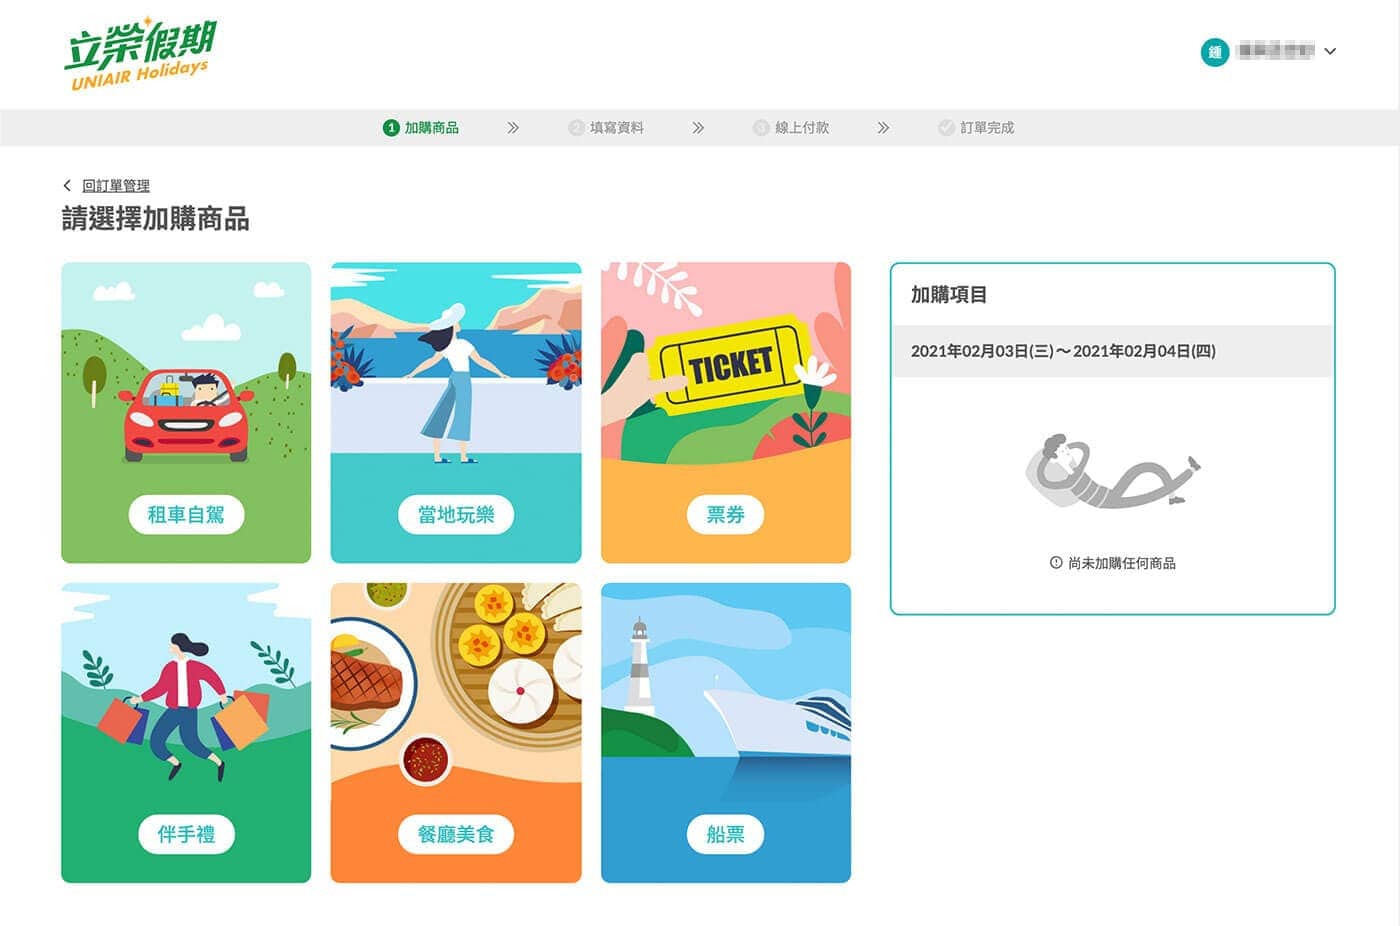 立榮假期
UNIAIR Holidays
鍾
1 加購商品
2 填寫資料
3 線上付款
訂單完成
回訂單管理
請選擇加購商品
租車自駕
當地玩樂
TICKET
票券
伴手禮
餐廳美食
船票
加購項目
2021年02月03日(三)～2021年02月04日(四)
尚未加購任何商品